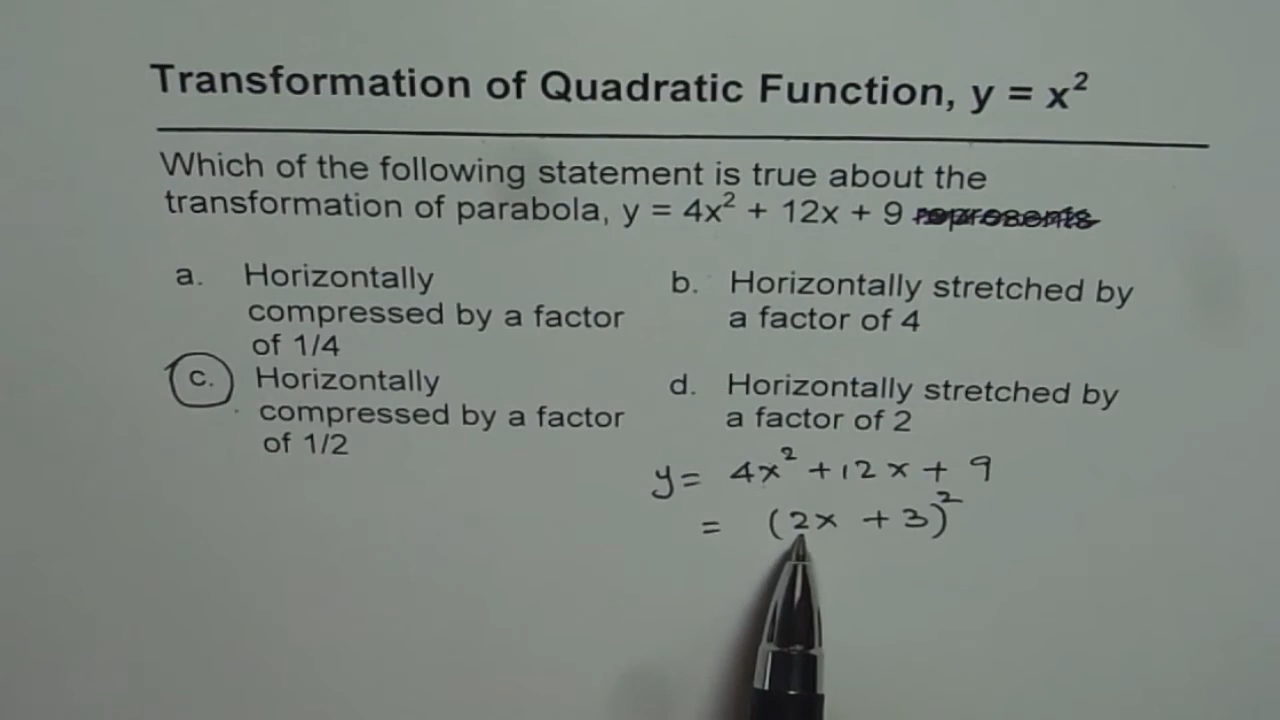 Transformation of Quadratic Function, y = x²
Which of the following statement is true about the
transformation of parabola, y = 4x² + 12x + 9 represents
a. Horizontally
compressed by a factor
of 1/4
b. Horizontally stretched by
a factor of 4
c. Horizontally
compressed by a factor
of 1/2
d. Horizontally stretched by
a factor of 2
y = 4x² + 12x + 9
= (2x + 3)²